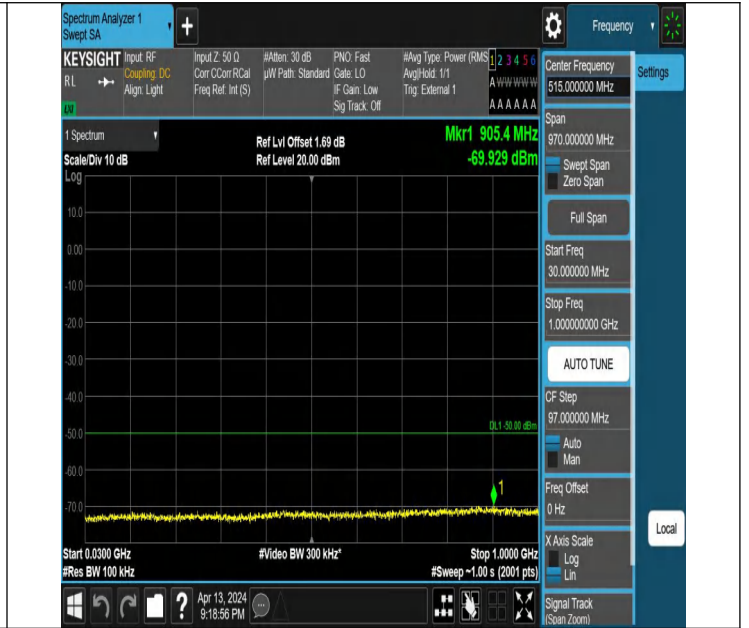 Spectrum Analyzer 1
Swept SA
+
Frequency
KEYSIGHT
RL
LXI
Input: RF
Coupling: DC
Align: Light
Input Z: 50 Ω
Corr CCorr RCal
Freq Ref: Int (S)
#Atten: 30 dB
µW Path: Standard
PNO: Fast
Gate: LO
IF Gain: Low
Sig Track: Off
#Avg Type: Power (RMS
Avg|Hold: 1/1
Trig: External 1
1 2 3 4 5 6
A W W W W W
A A A A A A
1 Spectrum
Scale/Div 10 dB
Log
Ref Lvl Offset 1.69 dB
Ref Level 20.00 dBm
Mkr1 905.4 MHz
-69.929 dBm
10.0
0.00
-10.0
-20.0
-30.0
-40.0
-50.0
-60.0
-70.0
DL1 -50.00 dBm
1
Start 0.0300 GHz
#Res BW 100 kHz
#Video BW 300 kHz*
Stop 1.0000 GHz
#Sweep ~1.00 s (2001 pts)
Center Frequency
515.000000 MHz
Settings
Span
970.000000 MHz
Swept Span
Zero Span
Full Span
Start Freq
30.000000 MHz
Stop Freq
1.000000000 GHz
AUTO TUNE
CF Step
97.000000 MHz
Auto
Man
Freq Offset
0 Hz
X Axis Scale
Log
Lin
Local
Signal Track
(Span Zoom)
?
Apr 13, 2024
9:18:56 PM